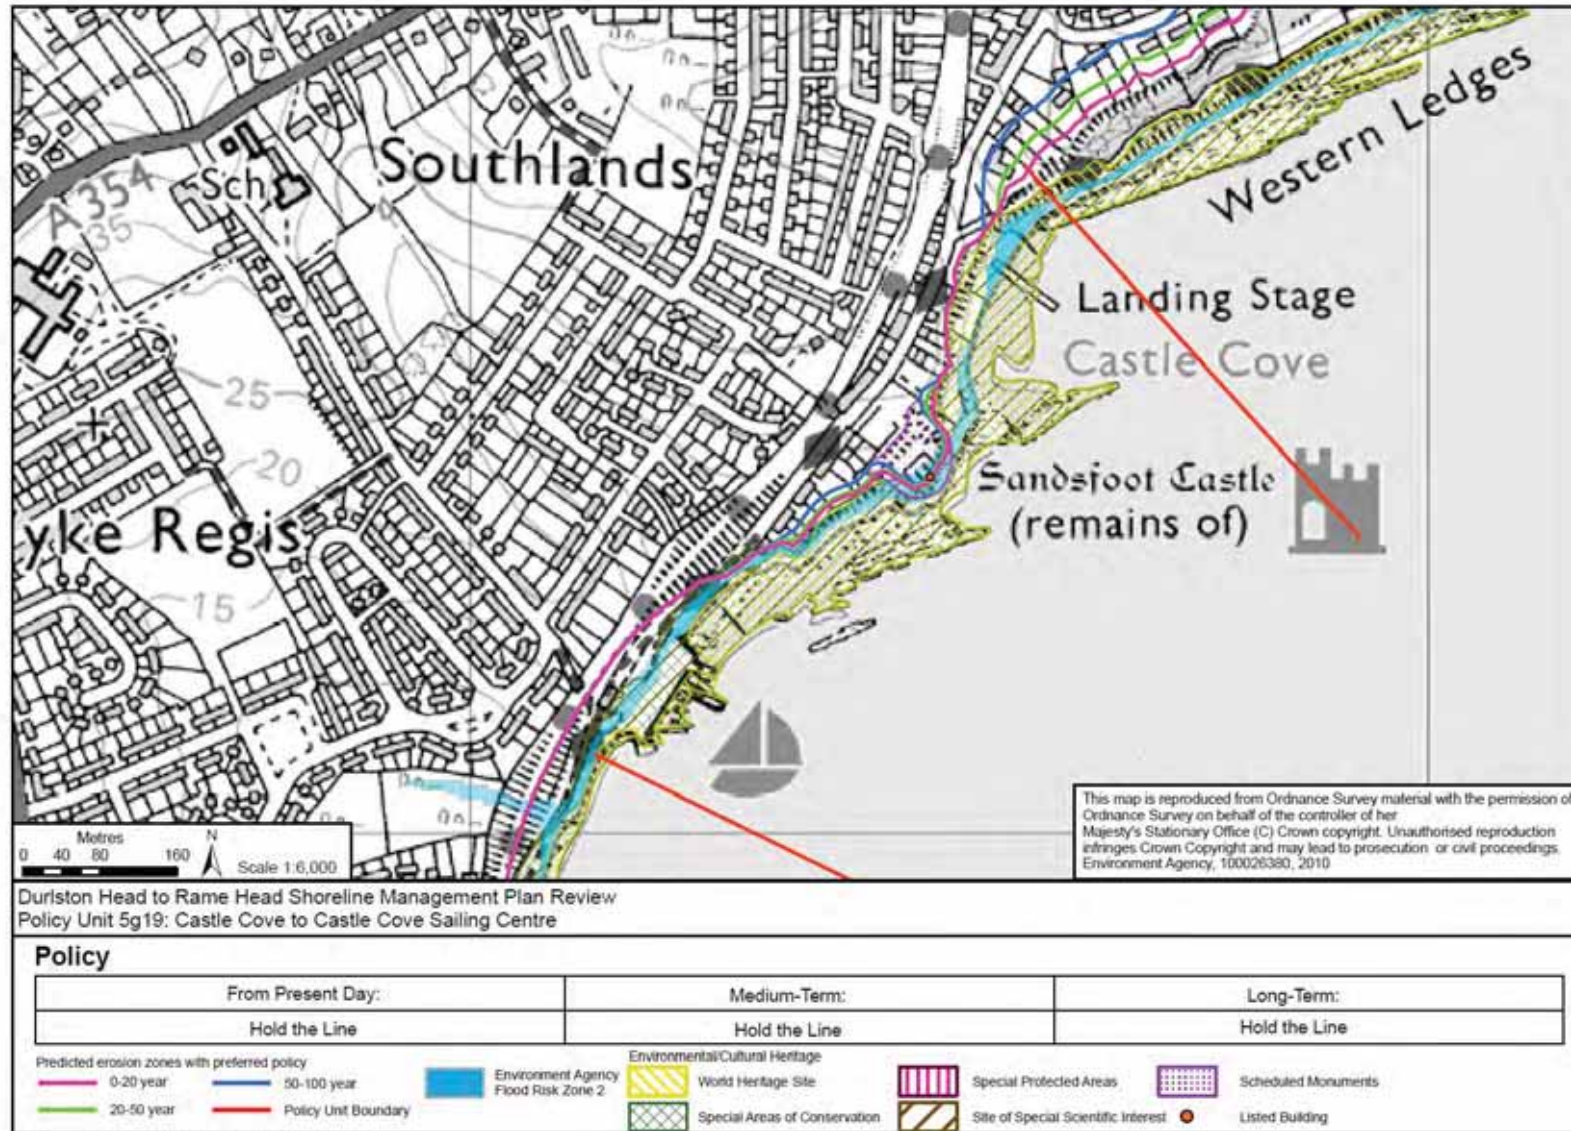 Southlands
Sch
A 354
35
Western Ledges
Landing Stage
Castle Cove
25
20
Sandsfoot Castle
(remains of)
yke Regis
15
Metres
0 40 80 160
N
Scale 1:6,000
This map is reproduced from Ordnance Survey material with the permission of
Ordnance Survey on behalf of the controller of her
Majesty's Stationary Office (C) Crown copyright. Unauthorised reproduction
infringes Crown Copyright and may lead to prosecution or civil proceedings.
Environment Agency, 100026380, 2010
Durlston Head to Rame Head Shoreline Management Plan Review
Policy Unit 5g19: Castle Cove to Castle Cove Sailing Centre
Policy
From Present Day: Medium-Term: Long-Term:
Hold the Line Hold the Line Hold the Line
Predicted erosion zones with preferred policy
0-20 year
50-100 year
20-50 year
Policy Unit Boundary
Environment Agency
Flood Risk Zone 2
Environmental/Cultural Heritage
World Heritage Site
Special Protected Areas
Scheduled Monuments
Special Areas of Conservation
Site of Special Scientific Interest
Listed Building